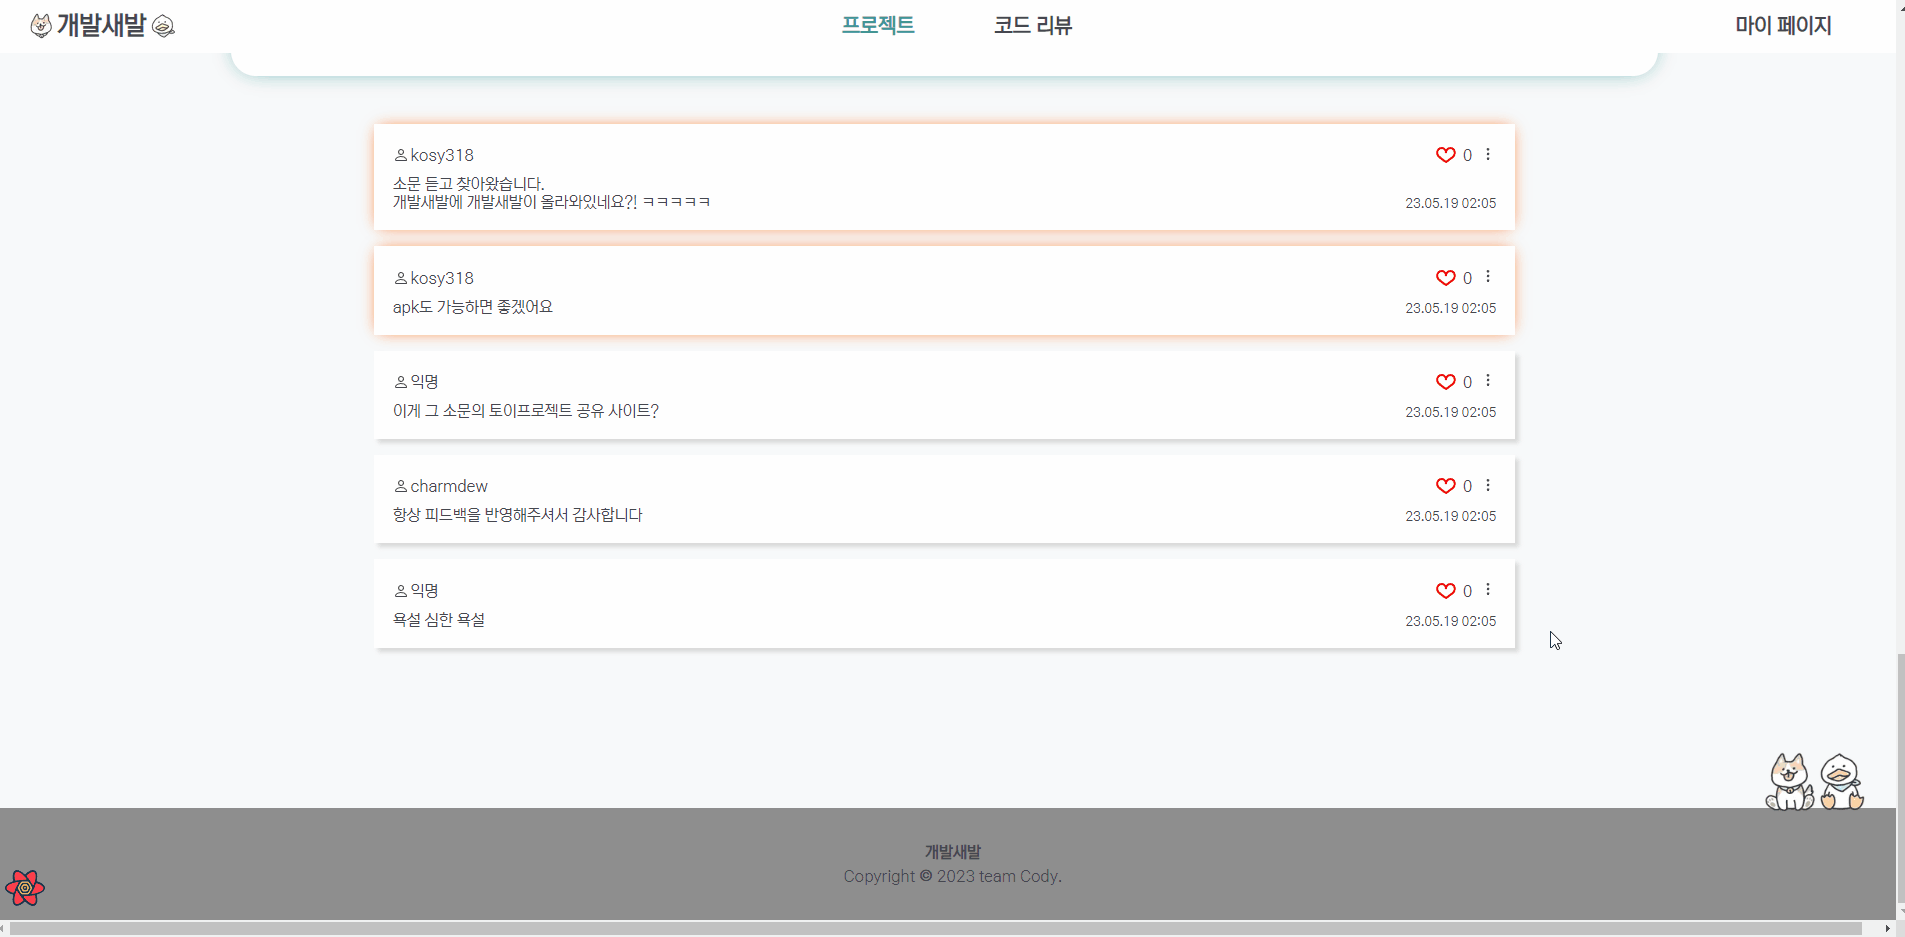 개발새발
프로젝트
코드 리뷰
마이 페이지
kosy318
0
소문 듣고 찾아왔습니다.
개발새발에 개발새발이 올라와있네요?! ㅋㅋㅋㅋㅋ
23.05.19 02:05
kosy318
0
apk도 가능하면 좋겠어요
23.05.19 02:05
익명
0
이게 그 소문의 토이프로젝트 공유 사이트?
23.05.19 02:05
charmdew
0
항상 피드백을 반영해주셔서 감사합니다
23.05.19 02:05
익명
0
욕설 심한 욕설
23.05.19 02:05
개발새발
Copyright © 2023 team Cody.